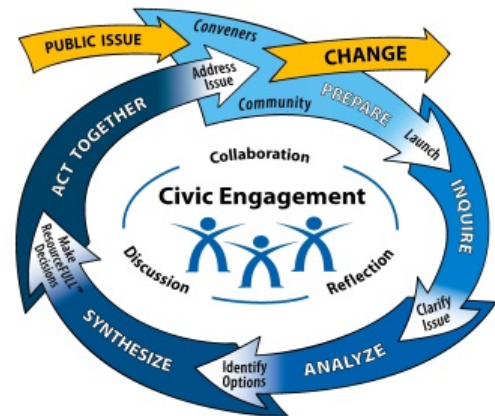 PUBLIC ISSUE
Conveners
CHANGE
Address
Issue
Community
PREPARE
Launch
INQUIRE
Clarify
Issue
ANALYZE
Identify
Options
SYNTHESIZE
Make
ResourceFULL™
Decisions
ACT TOGETHER
Collaboration
Civic Engagement
Discussion
Reflection